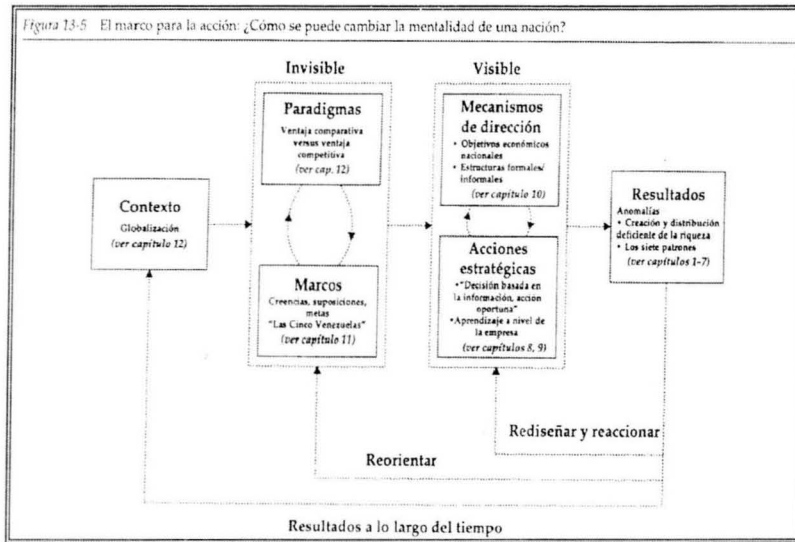 Figura 13-5 El marco para la acción: ¿Cómo se puede cambiar la mentalidad de una nación?
Invisible
Visible
Contexto
Globalización
(ver capítulo 12)
Paradigmas
Ventaja comparativa
versus ventaja
competitiva
(ver cap. 12)
Marcos
Creencias, suposiciones,
metas
"Las Cinco Venezuelas"
(ver capítulo 11)
Mecanismos
de dirección
• Objetivos económicos
nacionales
• Estructuras formales/
informales
(ver capítulo 10)
Acciones
estratégicas
• "Decisión basada en
la información, acción
oportuna"
• Aprendizaje a nivel de
la empresa
(ver capítulos 8, 9)
Resultados
Anomalías
• Creación y distribución
deficiente de la riqueza
• Los siete patrones
(ver capítulos 1-7)
Rediseñar y reaccionar
Reorientar
Resultados a lo largo del tiempo